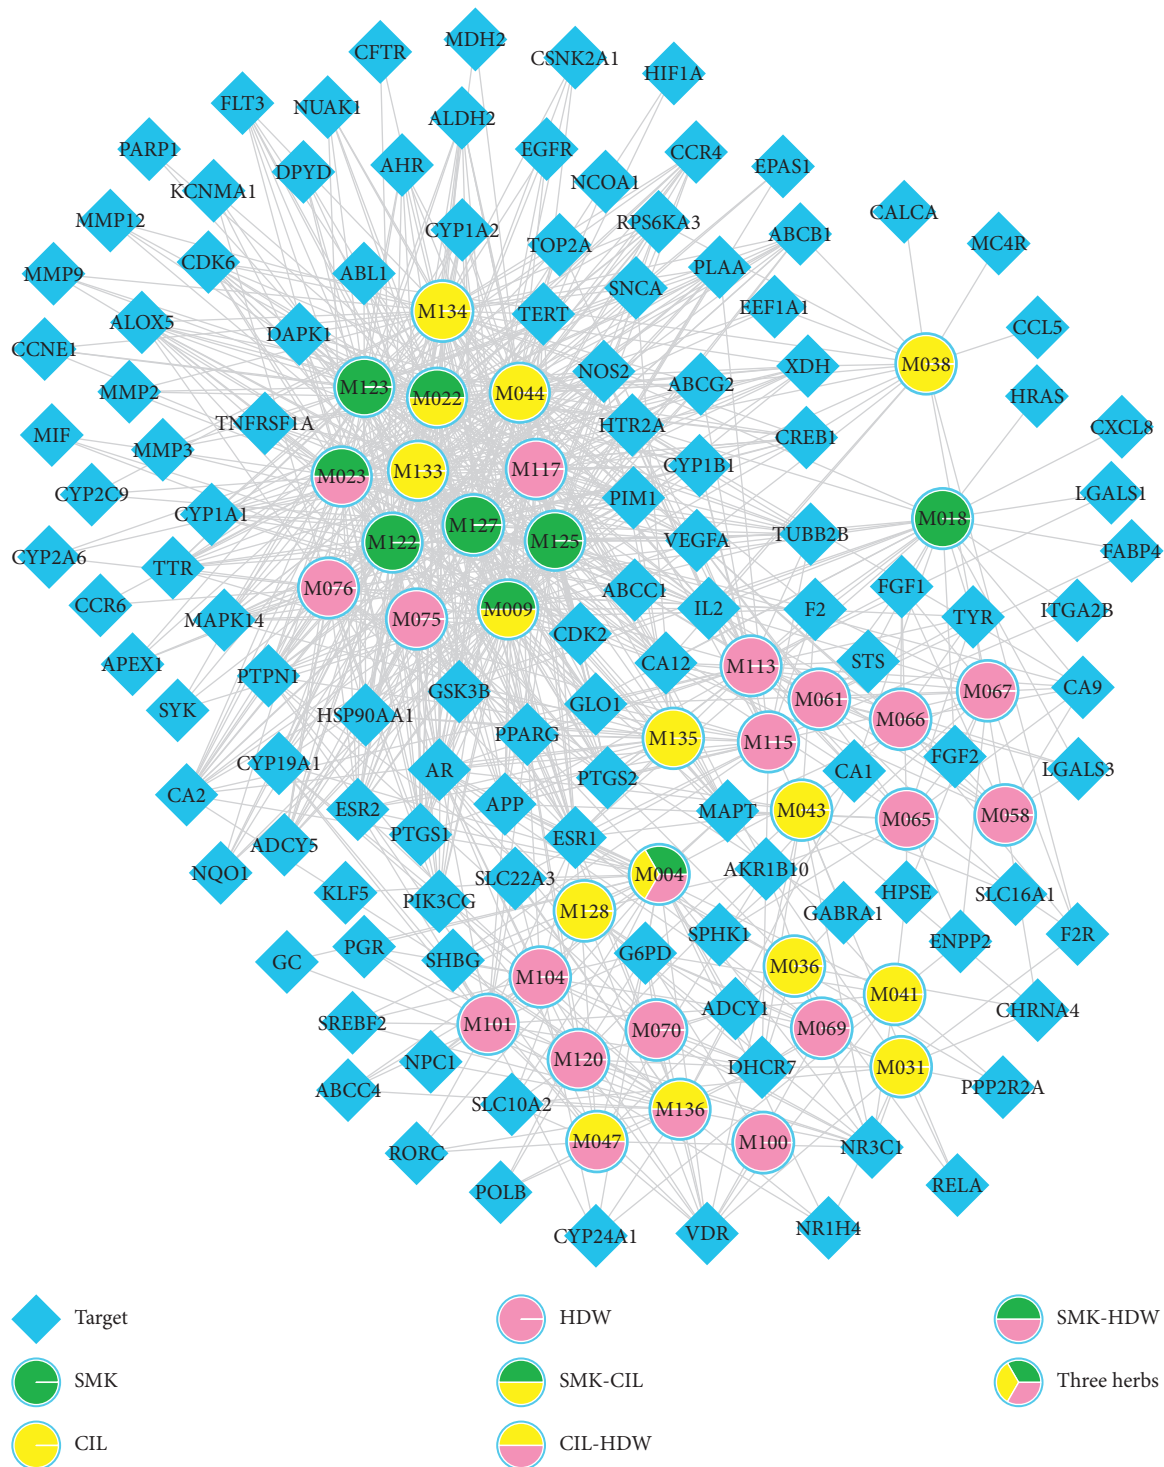 CFTR
MDH2
CSNK2A1
HIF1A
FLT3
NUAK1
ALDH2
EGFR
PARP1
DPYD
AHR
NCOA1
CCR4
EPAS1
KCNMA1
MMP12
CYP1A2
TOP2A
RPS6KA3
ABCB1
CALCA
MC4R
MMP9
CDK6
ABL1
SNCA
PLAA
ALOX5
DAPK1
M134
TERT
EEF1A1
CCL5
CCNE1
MMP2
M123
M022
M044
NOS2
ABCG2
XDH
M038
HRAS
MIF
MMP3
TNFRSF1A
HTR2A
CREB1
CXCL8
CYP2C9
M023
M133
M117
CYP1B1
LGALS1
CYP1A1
PIM1
M018
CYP2A6
TTR
M122
M127
M125
VEGFA
TUBB2B
FABP4
CCR6
MAPK14
M076
M075
M009
ABCC1
IL2
F2
FGF1
TYR
ITGA2B
APEX1
PTPN1
CDK2
CA12
M113
STS
CA9
SYK
HSP90AA1
GSK3B
GLO1
M061
M066
M067
CYP19A1
PPARG
M135
M115
FGF2
LGALS3
CA2
AR
PTGS2
CA1
ESR2
APP
MAPT
M043
M065
M058
NQO1
ADCY5
PTGS1
ESR1
KLF5
PIK3CG
SLC22A3
M004
AKR1B10
HPSE
SLC16A1
M128
GABRA1
GC
PGR
SHBG
G6PD
SPHK1
ENPP2
F2R
M104
M036
M041
SREBF2
M101
M070
ADCY1
M069
CHRNA4
ABCC4
NPC1
M120
DHCR7
M031
PPP2R2A
SLC10A2
M136
RORC
M047
M100
NR3C1
POLB
RELA
CYP24A1
VDR
NR1H4
Target
HDW
SMK-HDW
SMK
SMK-CIL
Three herbs
CIL
CIL-HDW